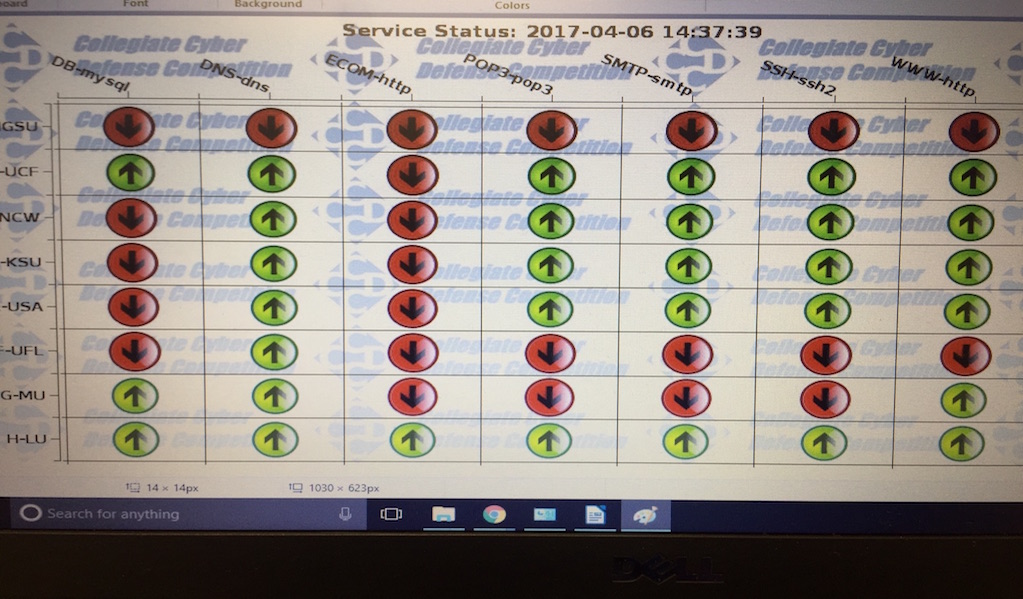 Font Background Colors
Service Status: 2017-04-06 14:37:39
Collegiate Cyber
Defense Competition
DB-mysql DNS-dns ECOM-http POP3-pop3 SMTP-smtp SSH-ssh2 WWW-http
GSU
-UCF
NCW
-KSU
-USA
F-UFL
G-MU
H-LU
14 × 14px 1030 × 623px
Search for anything
DELL